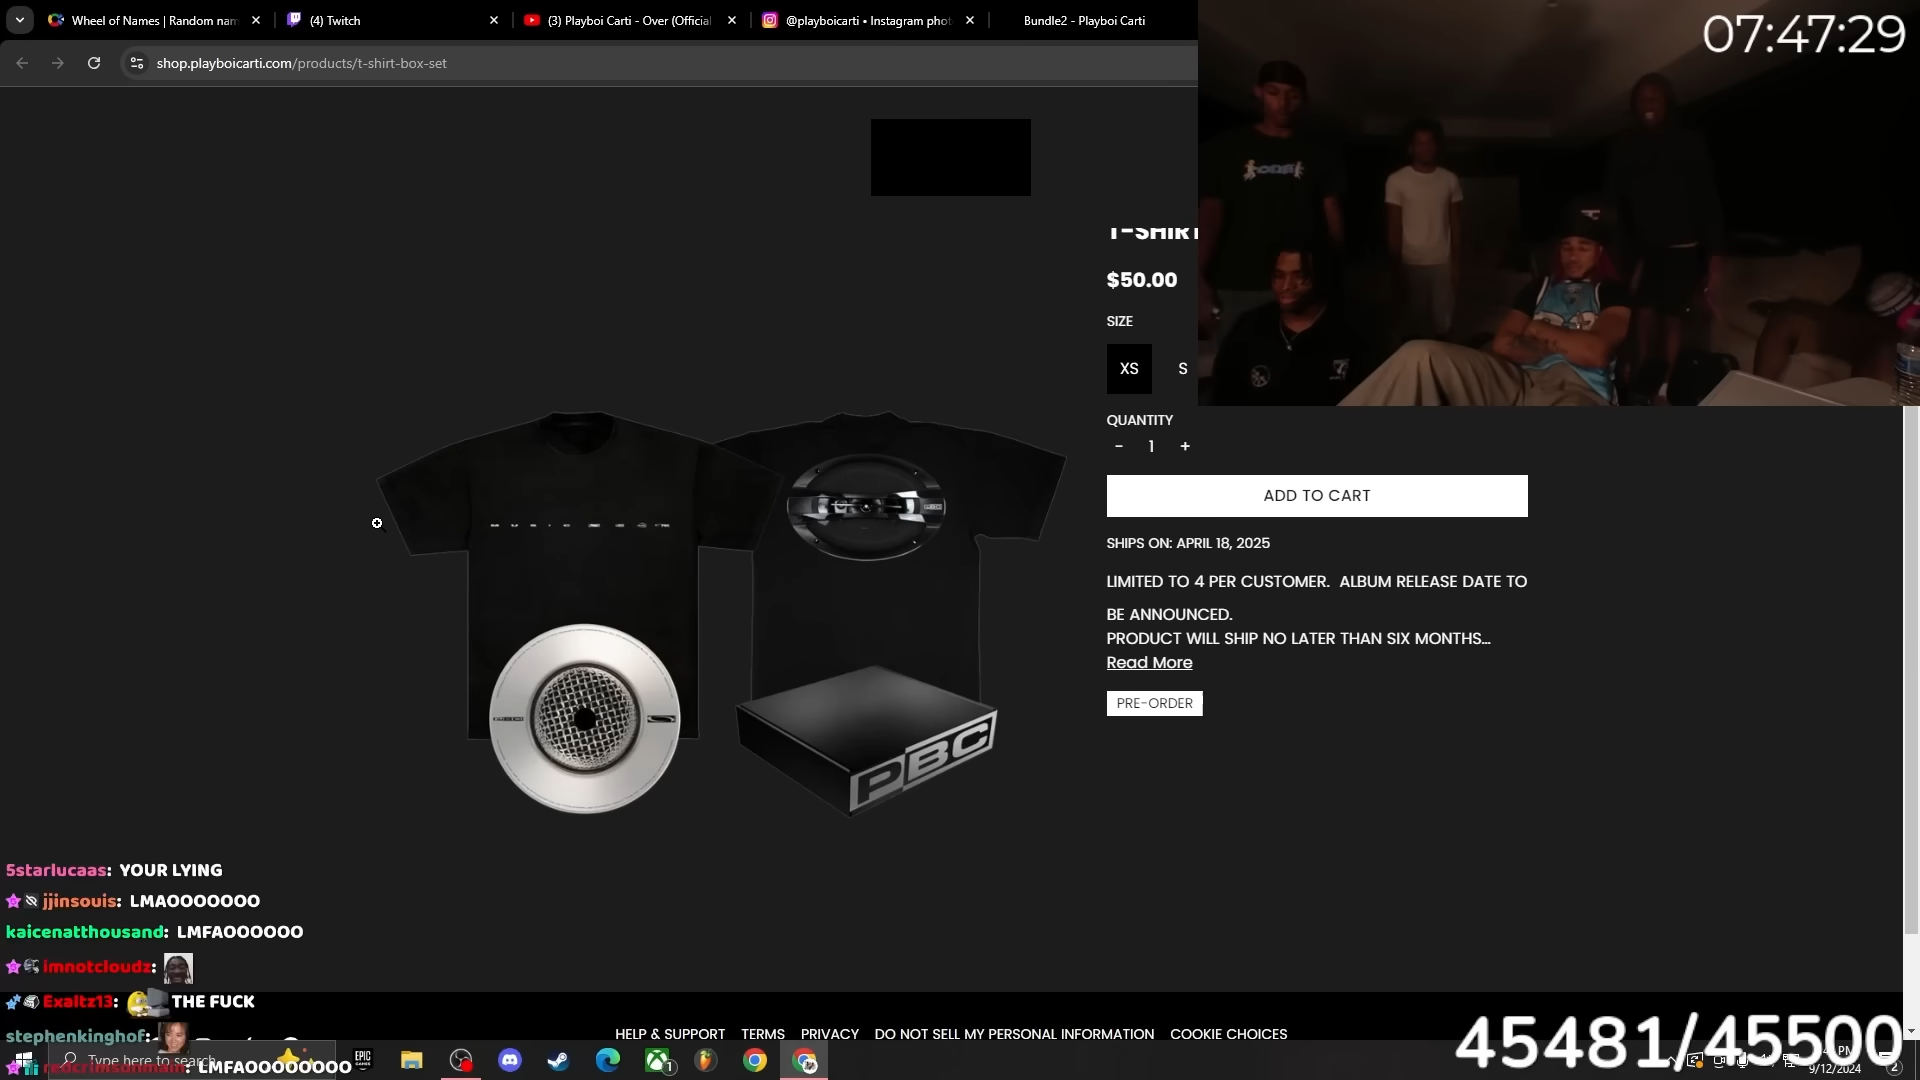 Wheel of Names | Random nam
(4) Twitch
(3) Playboi Carti - Over (Official
@playboicarti • Instagram phot
Bundle2 - Playboi Carti
07:47:29
shop.playboicarti.com/products/t-shirt-box-set
T-SHIRT
$50.00
SIZE
XS S
QUANTITY
- 1 +
ADD TO CART
SHIPS ON: APRIL 18, 2025
LIMITED TO 4 PER CUSTOMER. ALBUM RELEASE DATE TO
BE ANNOUNCED.
PRODUCT WILL SHIP NO LATER THAN SIX MONTHS...
Read More
PRE-ORDER
PBC
5starlucaas: YOUR LYING
jjinsouis: LMAOOOOOOO
kaicenatthousand: LMFAOOOOOO
imnotcloudz:
Exaltz13: THE FUCK
stephenkinghof:
HELP & SUPPORT TERMS PRIVACY DO NOT SELL MY PERSONAL INFORMATION COOKIE CHOICES
45481/45500
Type here to search
LMFAOOOOOOOO
EPIC GAMES
1
9/12/2024
2